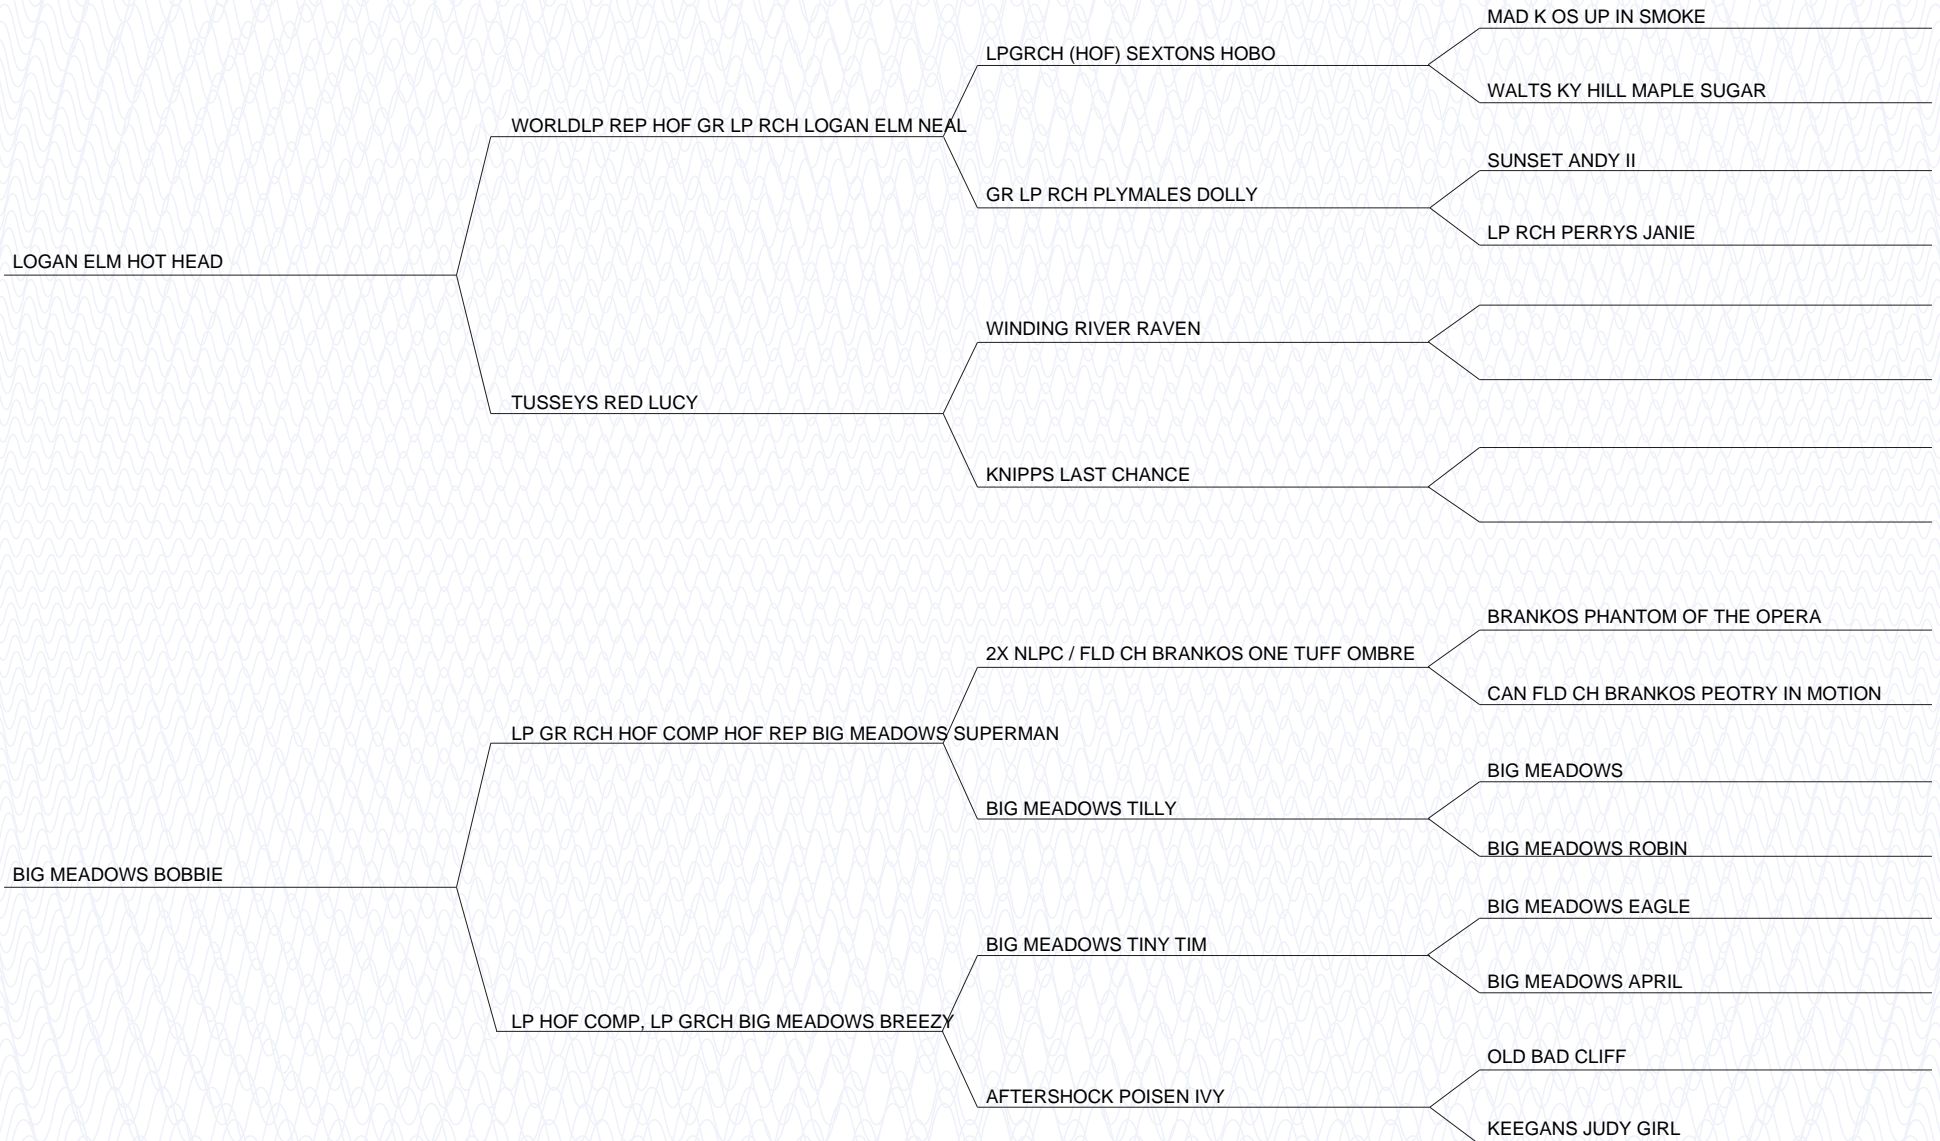 MAD K OS UP IN SMOKE
LPGRCH (HOF) SEXTONS HOBO
WALTS KY HILL MAPLE SUGAR
WORLDLP REP HOF GR LP RCH LOGAN ELM NEAL
SUNSET ANDY II
GR LP RCH PLYMALES DOLLY
LP RCH PERRYS JANIE
LOGAN ELM HOT HEAD
WINDING RIVER RAVEN
TUSSEYS RED LUCY
KNIPPS LAST CHANCE
BRANKOS PHANTOM OF THE OPERA
2X NLPC / FLD CH BRANKOS ONE TUFF OMBRE
CAN FLD CH BRANKOS PEOTRY IN MOTION
LP GR RCH HOF COMP HOF REP BIG MEADOWS SUPERMAN
BIG MEADOWS
BIG MEADOWS TILLY
BIG MEADOWS ROBIN
BIG MEADOWS BOBBIE
BIG MEADOWS EAGLE
BIG MEADOWS TINY TIM
BIG MEADOWS APRIL
LP HOF COMP, LP GRCH BIG MEADOWS BREEZY
OLD BAD CLIFF
AFTERSHOCK POISEN IVY
KEEGANS JUDY GIRL